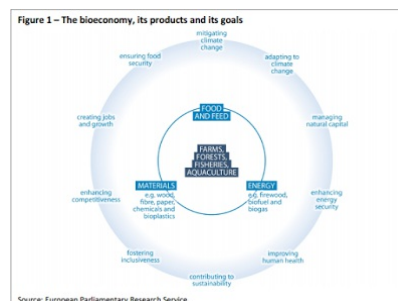 Figure 1 – The bioeconomy, its products and its goals
mitigating
climate
change
adapting to
climate
change
managing
natural capital
enhancing
energy
security
improving
human health
contributing to
sustainability
fostering
inclusiveness
enhancing
competitiveness
creating jobs
and growth
ensuring food
security
FOOD
AND FEED
FARMS,
FORESTS,
FISHERIES,
AQUACULTURE
MATERIALS
e.g. wood,
fibre, paper,
chemicals and
bioplastics
ENERGY
e.g. firewood,
biofuel and
biogas
Source: European Parliamentary Research Service